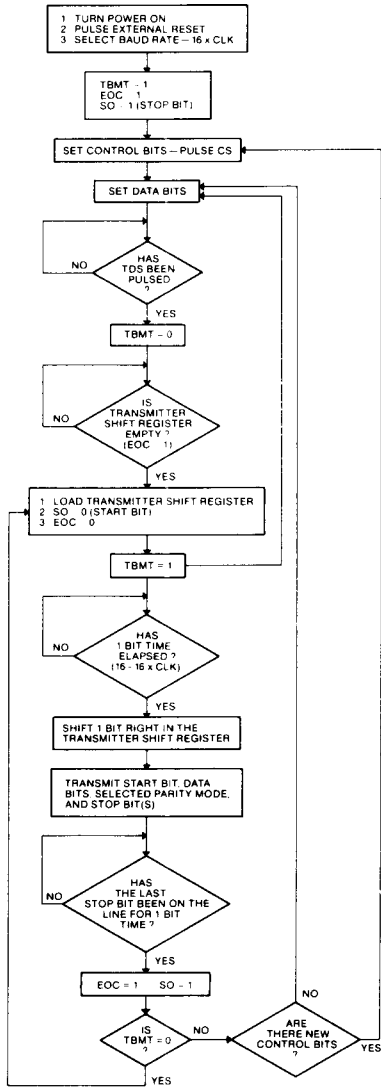 1 TURN POWER ON
2 PULSE EXTERNAL RESET
3 SELECT BAUD RATE – 16 x CLK
TBMT – 1
EOC 1
SO – 1 (STOP BIT)
SET CONTROL BITS – PULSE CS
SET DATA BITS
HAS
TDS BEEN
PULSED
?
NO
YES
TBMT – 0
IS
TRANSMITTER
SHIFT REGISTER
EMPTY ?
(EOC 1)
NO
YES
1 LOAD TRANSMITTER SHIFT REGISTER
2 SO 0 (START BIT)
3 EOC 0
TBMT = 1
HAS
1 BIT TIME
ELAPSED ?
(16 - 16 x CLK)
NO
YES
SHIFT 1 BIT RIGHT IN THE
TRANSMITTER SHIFT REGISTER
TRANSMIT START BIT, DATA
BITS, SELECTED PARITY MODE,
AND STOP BIT(S)
HAS
THE LAST
STOP BIT BEEN ON THE
LINE FOR 1 BIT
TIME ?
NO
YES
EOC = 1 SO – 1
IS
TBMT = 0
?
NO
YES
ARE
THERE NEW
CONTROL BITS
?
NO
YES